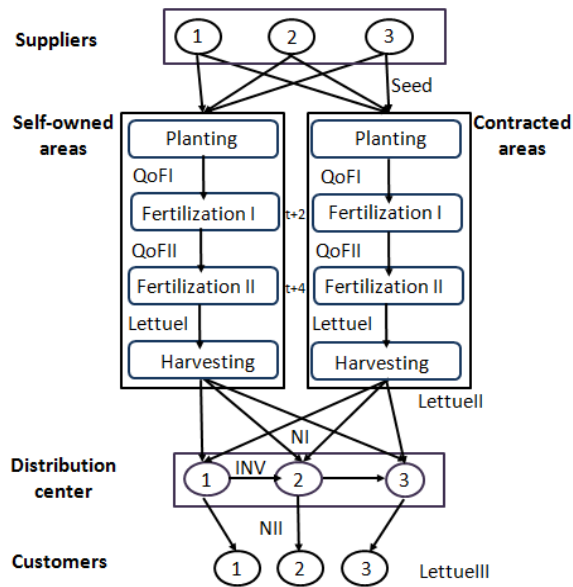 Suppliers
1 2 3
Seed
Self-owned areas
Contracted areas
Planting Planting
QoFI QoFI
Fertilization I t+2 Fertilization I
QoFII QoFII
Fertilization II t+4 Fertilization II
LettueI LettueI
Harvesting Harvesting
LettueII
NI
Distribution center
1 INV 2 3
NII
Customers
1 2 3
LettueIII